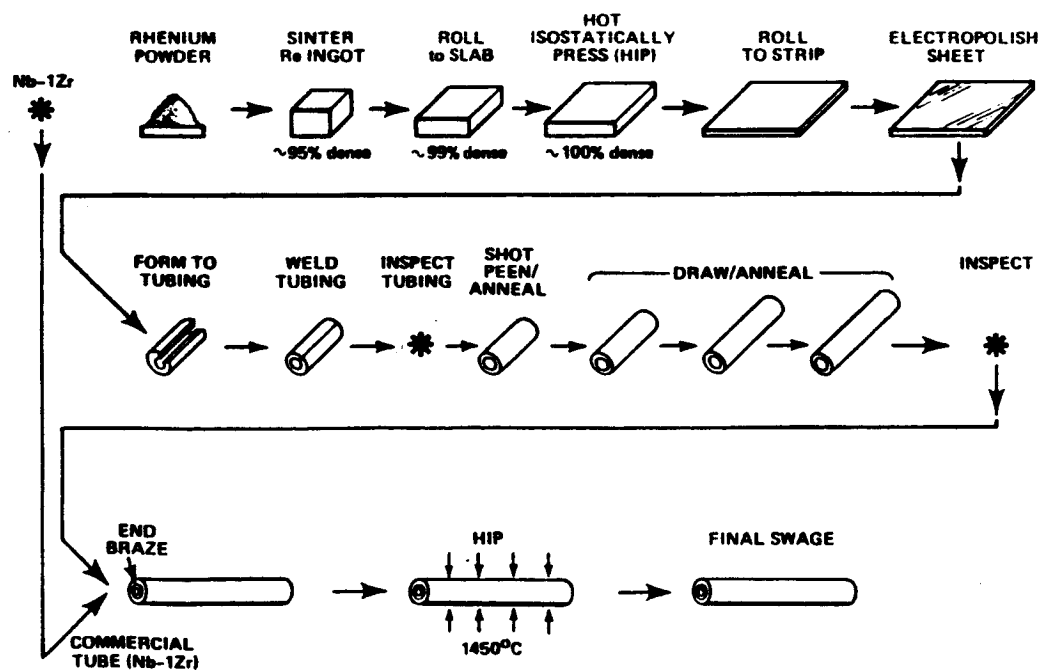 RHENIUM
POWDER
SINTER
Re INGOT
ROLL
to SLAB
HOT
ISOSTATICALLY
PRESS (HIP)
ROLL
TO STRIP
ELECTROPOLISH
SHEET
Nb-1Zr
~95% dense
~99% dense
~100% dense
FORM TO
TUBING
WELD
TUBING
INSPECT
TUBING
SHOT
PEEN/
ANNEAL
DRAW/ANNEAL
INSPECT
END
BRAZE
HIP
FINAL SWAGE
COMMERCIAL
TUBE (Nb-1Zr)
1450°C